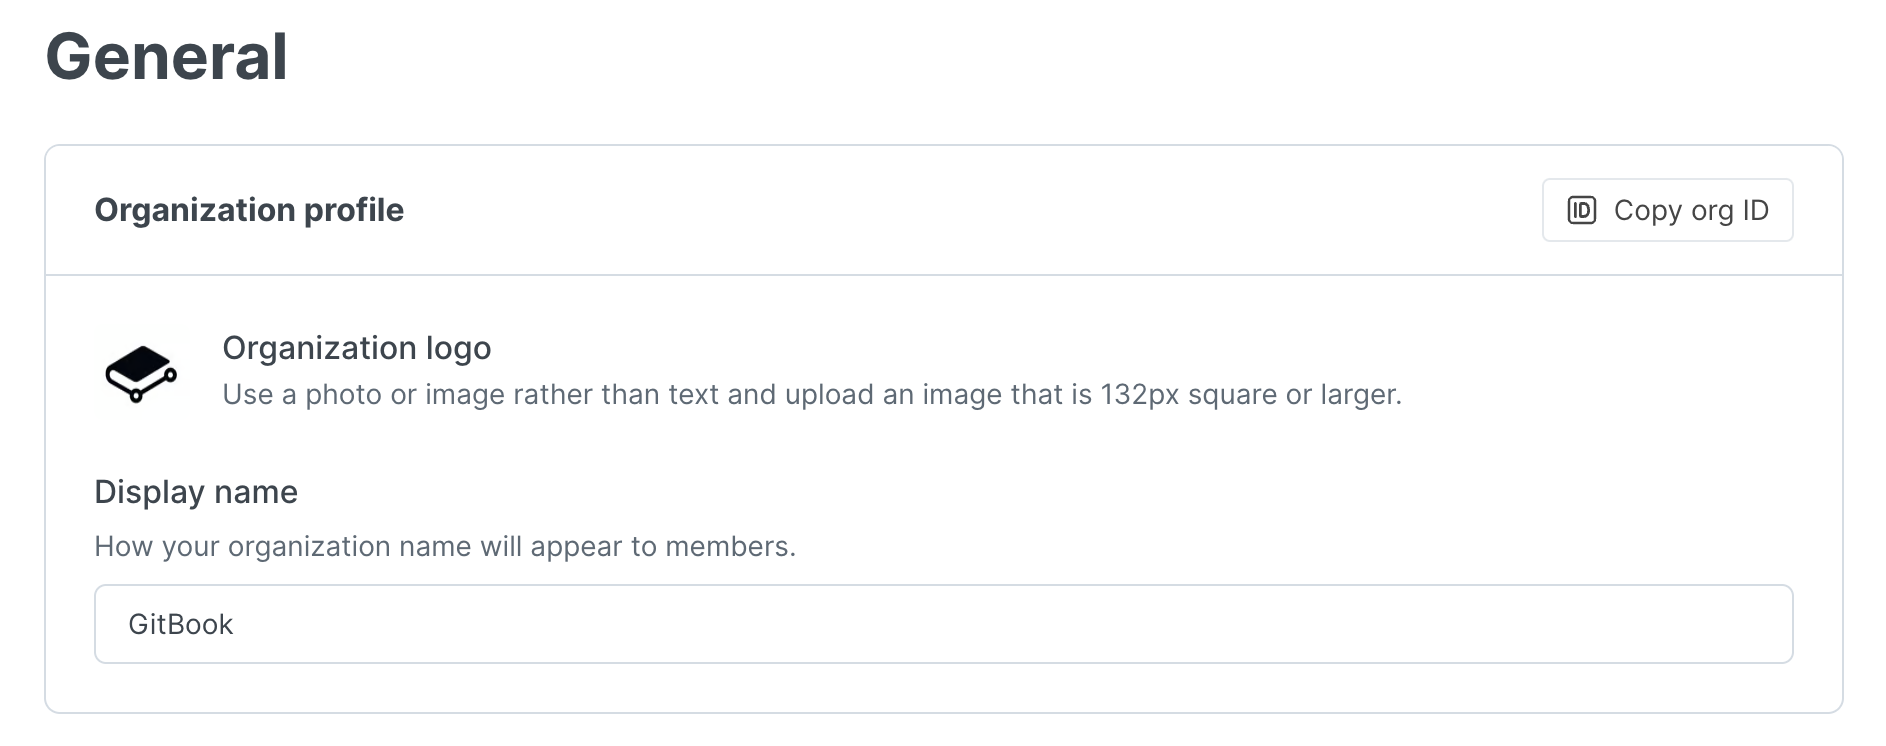 General
Organization profile
Copy org ID
Organization logo
Use a photo or image rather than text and upload an image that is 132px square or larger.
Display name
How your organization name will appear to members.
GitBook